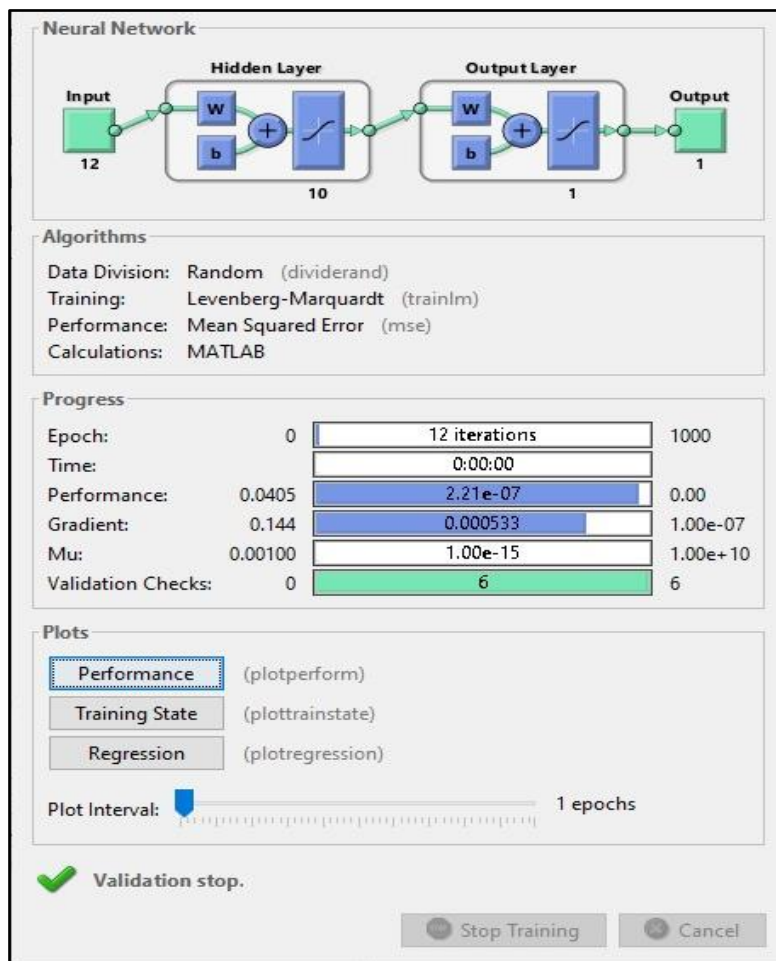 Neural Network
Hidden Layer Output Layer
Input Output
W W
b b
12 10 1 1
Algorithms
Data Division: Random (dividerand)
Training: Levenberg-Marquardt (trainlm)
Performance: Mean Squared Error (mse)
Calculations: MATLAB
Progress
Epoch: 0 12 iterations 1000
Time: 0:00:00
Performance: 0.0405 2.21e-07 0.00
Gradient: 0.144 0.000533 1.00e-07
Mu: 0.00100 1.00e-15 1.00e+10
Validation Checks: 0 6 6
Plots
Performance (plotperform)
Training State (plottrainstate)
Regression (plotregression)
Plot Interval: 1 epochs
Validation stop.
Stop Training Cancel